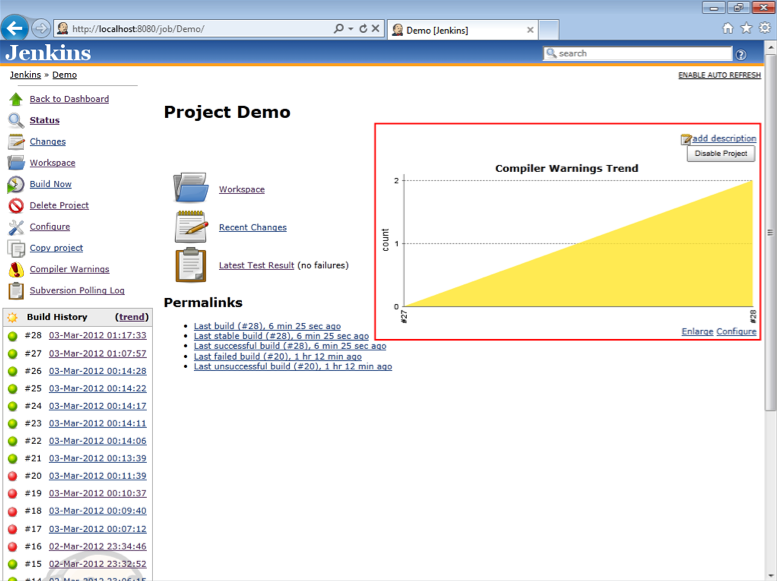 http://localhost:8080/job/Demo/
Demo [Jenkins]
Jenkins
search
Jenkins » Demo
ENABLE AUTO REFRESH
Back to Dashboard
Status
Changes
Workspace
Build Now
Delete Project
Configure
Copy project
Compiler Warnings
Subversion Polling Log
Build History (trend)
#28 03-Mar-2012 01:17:33
#27 03-Mar-2012 01:07:57
#26 03-Mar-2012 00:14:28
#25 03-Mar-2012 00:14:22
#24 03-Mar-2012 00:14:17
#23 03-Mar-2012 00:14:11
#22 03-Mar-2012 00:14:06
#21 03-Mar-2012 00:13:39
#20 03-Mar-2012 00:11:39
#19 03-Mar-2012 00:10:37
#18 03-Mar-2012 00:09:40
#17 03-Mar-2012 00:07:12
#16 02-Mar-2012 23:34:46
#15 02-Mar-2012 23:32:52
Project Demo
Workspace
Recent Changes
Latest Test Result (no failures)
Permalinks
Last build (#28), 6 min 25 sec ago
Last stable build (#28), 6 min 25 sec ago
Last successful build (#28), 6 min 25 sec ago
Last failed build (#20), 1 hr 12 min ago
Last unsuccessful build (#20), 1 hr 12 min ago
add description
Disable Project
Compiler Warnings Trend
count
2
1
0
#27
#28
Enlarge Configure